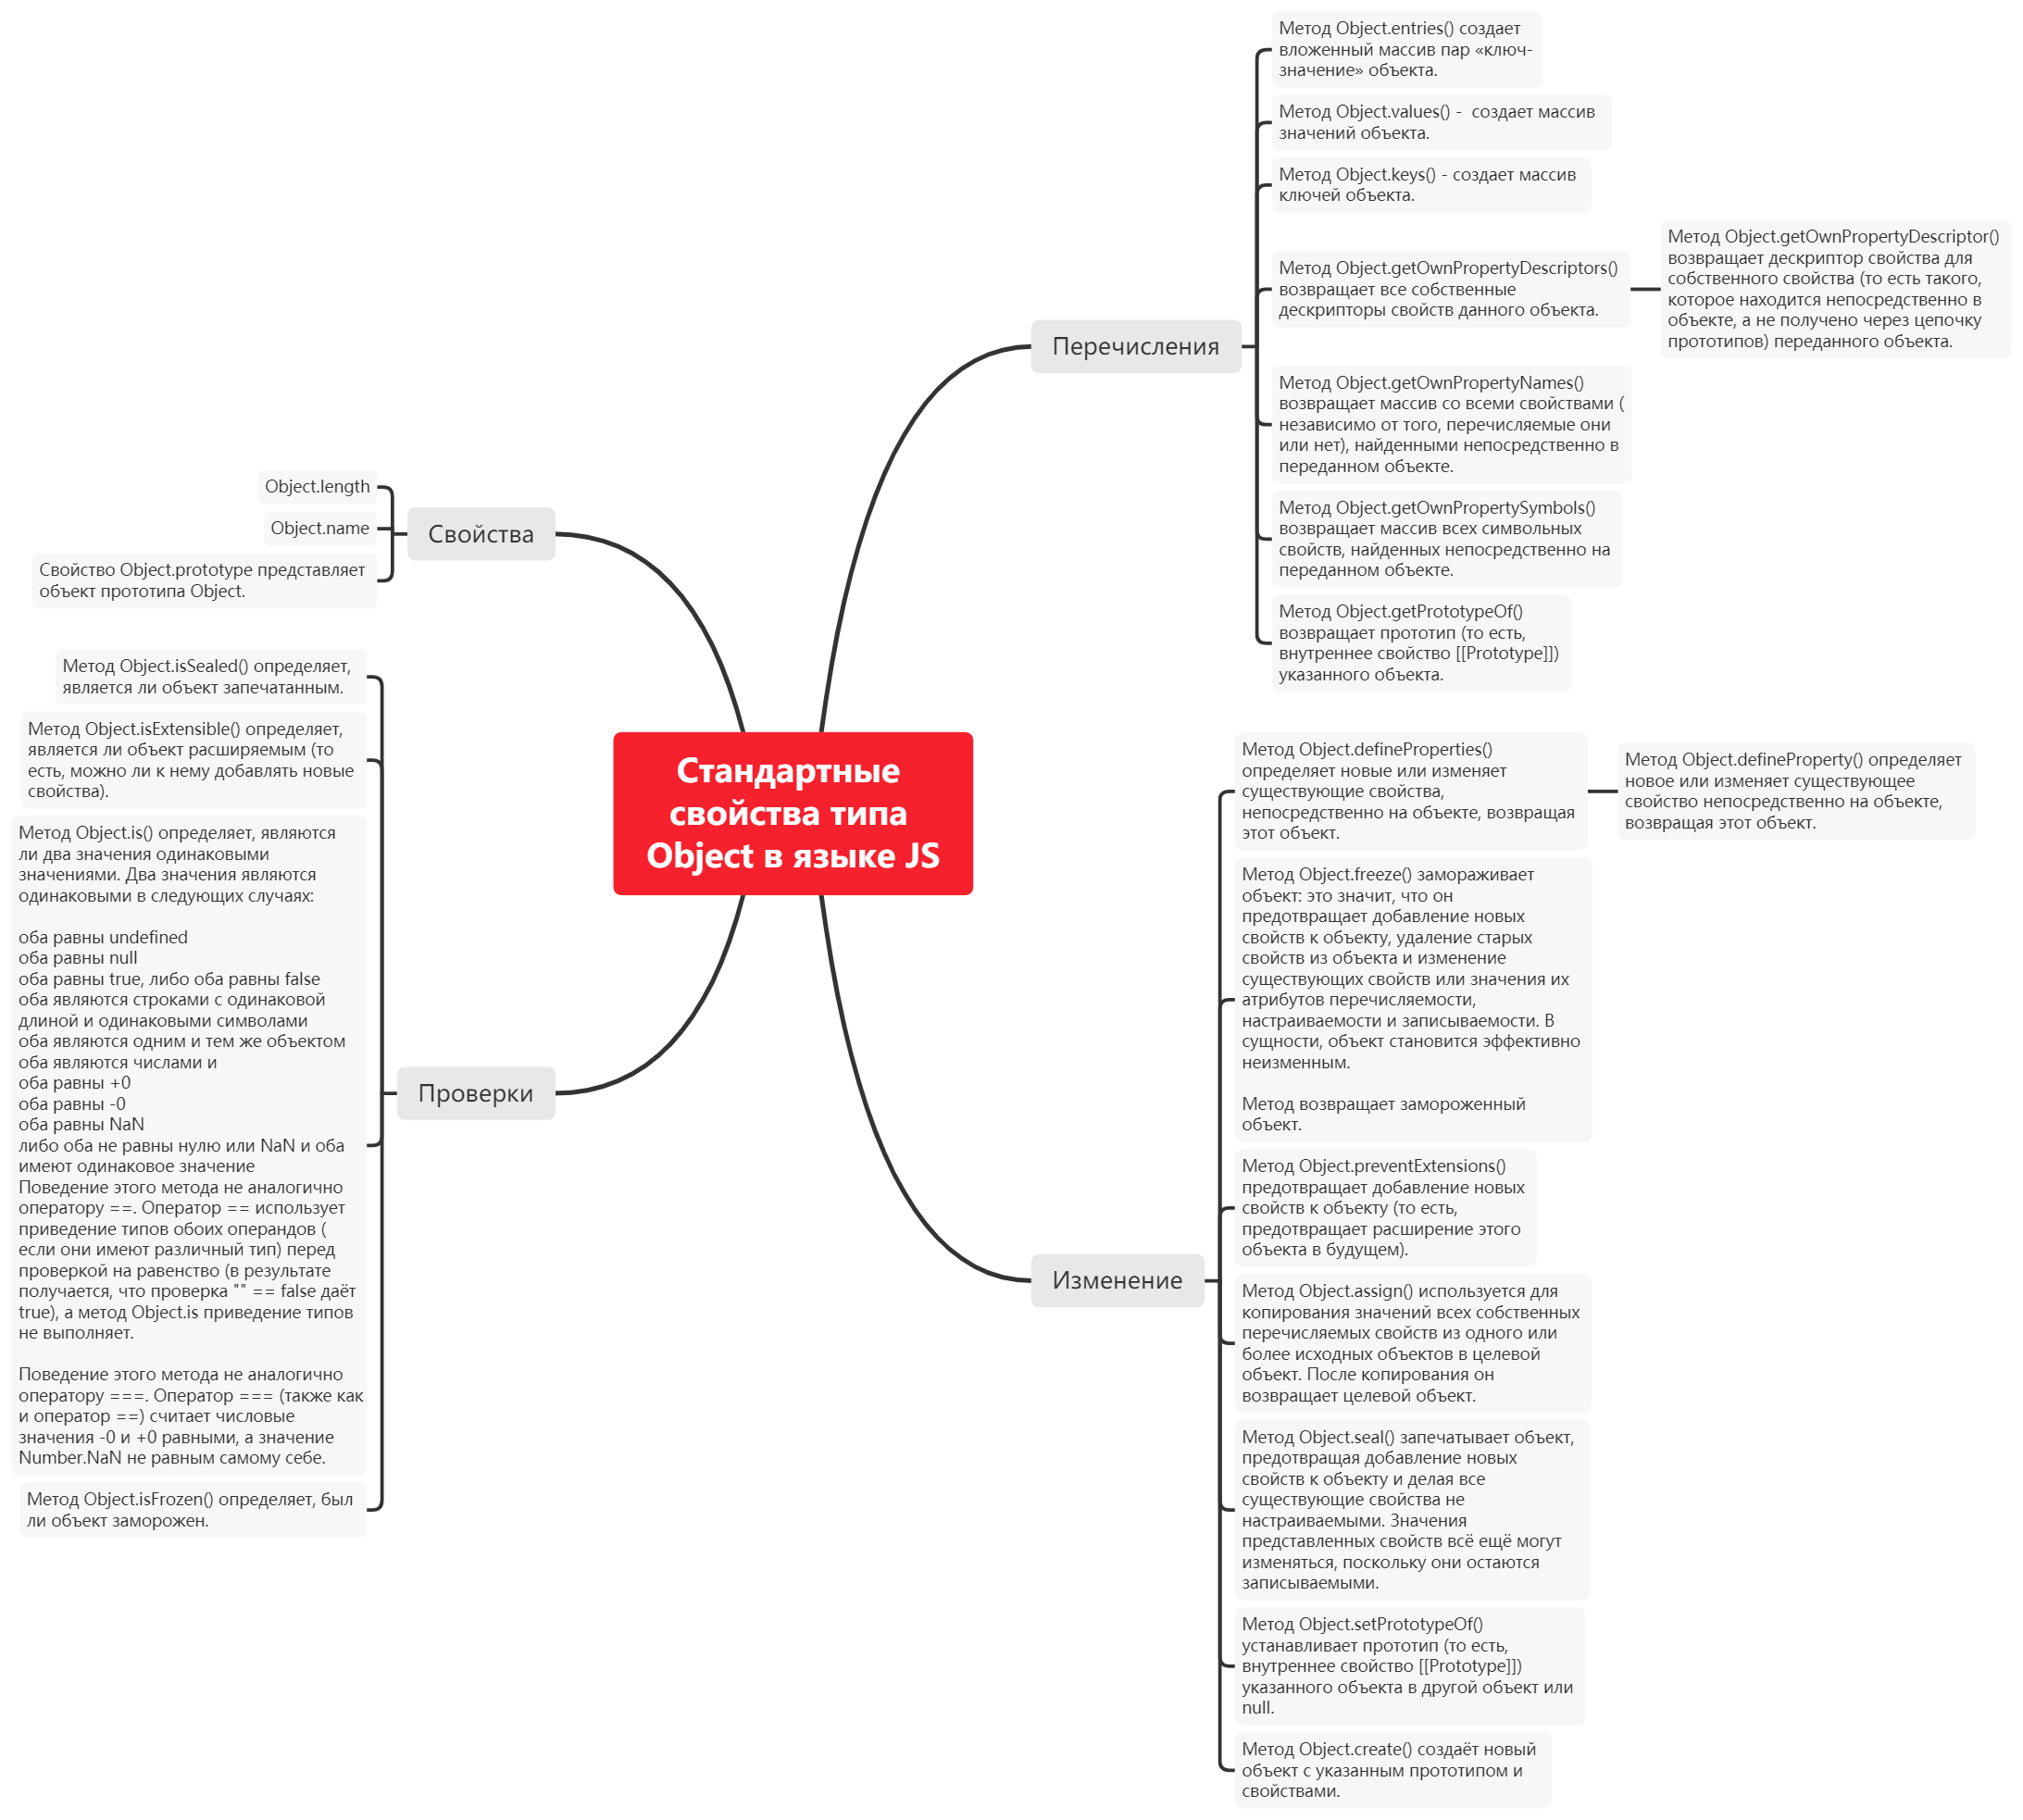 Стандартные
свойства типа
Object в языке JS
Перечисления
Метод Object.entries() создает
вложенный массив пар «ключ-
значение» объекта.
Метод Object.values() -  создает массив
значений объекта.
Метод Object.keys() - создает массив
ключей объекта.
Метод Object.getOwnPropertyDescriptors()
возвращает все собственные
дескрипторы свойств данного объекта.
Метод Object.getOwnPropertyDescriptor()
возвращает дескриптор свойства для
собственного свойства (то есть такого,
которое находится непосредственно в
объекте, а не получено через цепочку
прототипов) переданного объекта.
Метод Object.getOwnPropertyNames()
возвращает массив со всеми свойствами (
независимо от того, перечисляемые они
или нет), найденными непосредственно в
переданном объекте.
Метод Object.getOwnPropertySymbols()
возвращает массив всех символьных
свойств, найденных непосредственно на
переданном объекте.
Метод Object.getPrototypeOf()
возвращает прототип (то есть,
внутреннее свойство [[Prototype]])
указанного объекта.
Изменение
Метод Object.defineProperties()
определяет новые или изменяет
существующие свойства,
непосредственно на объекте, возвращая
этот объект.
Метод Object.defineProperty() определяет
новое или изменяет существующее
свойство непосредственно на объекте,
возвращая этот объект.
Метод Object.freeze() замораживает
объект: это значит, что он
предотвращает добавление новых
свойств к объекту, удаление старых
свойств из объекта и изменение
существующих свойств или значения их
атрибутов перечисляемости,
настраиваемости и записываемости. В
сущности, объект становится эффективно
неизменным.
Метод возвращает замороженный
объект.
Метод Object.preventExtensions()
предотвращает добавление новых
свойств к объекту (то есть,
предотвращает расширение этого
объекта в будущем).
Метод Object.assign() используется для
копирования значений всех собственных
перечисляемых свойств из одного или
более исходных объектов в целевой
объект. После копирования он
возвращает целевой объект.
Метод Object.seal() запечатывает объект,
предотвращая добавление новых
свойств к объекту и делая все
существующие свойства не
настраиваемыми. Значения
представленных свойств всё ещё могут
изменяться, поскольку они остаются
записываемыми.
Метод Object.setPrototypeOf()
устанавливает прототип (то есть,
внутреннее свойство [[Prototype]])
указанного объекта в другой объект или
null.
Метод Object.create() создаёт новый
объект с указанным прототипом и
свойствами.
Свойства
Object.length
Object.name
Свойство Object.prototype представляет
объект прототипа Object.
Проверки
Метод Object.isSealed() определяет,
является ли объект запечатанным.
Метод Object.isExtensible() определяет,
является ли объект расширяемым (то
есть, можно ли к нему добавлять новые
свойства).
Метод Object.is() определяет, являются
ли два значения одинаковыми
значениями. Два значения являются
одинаковыми в следующих случаях:
оба равны undefined
оба равны null
оба равны true, либо оба равны false
оба являются строками с одинаковой
длиной и одинаковыми символами
оба являются одним и тем же объектом
оба являются числами и
оба равны +0
оба равны -0
оба равны NaN
либо оба не равны нулю или NaN и оба
имеют одинаковое значение
Поведение этого метода не аналогично
оператору ==. Оператор == использует
приведение типов обоих операндов (
если они имеют различный тип) перед
проверкой на равенство (в результате
получается, что проверка "" == false даёт
true), а метод Object.is приведение типов
не выполняет.
Поведение этого метода не аналогично
оператору ===. Оператор === (также как
и оператор ==) считает числовые
значения -0 и +0 равными, а значение
Number.NaN не равным самому себе.
Метод Object.isFrozen() определяет, был
ли объект заморожен.